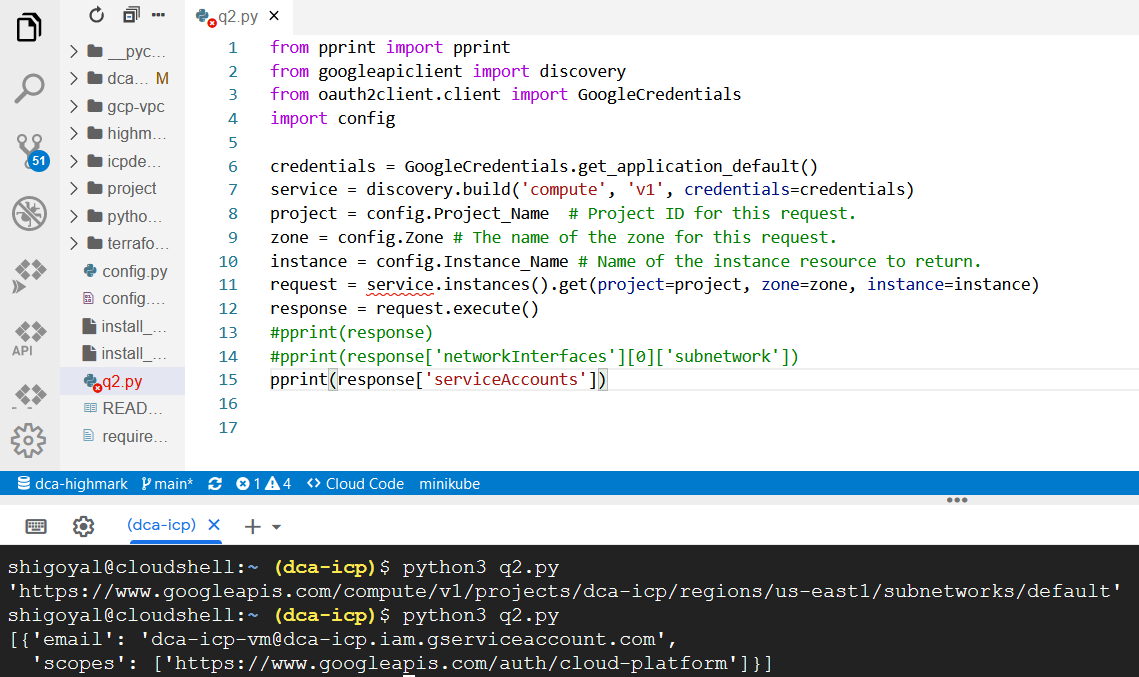 q2.py ×
__pyc...
dca... M
gcp-vpc
highm...
icpde...
project
pytho...
terrafo...
config.py
config....
install_...
install_...
q2.py
READ...
require...
51
API
1 from pprint import pprint
2 from googleapiclient import discovery
3 from oauth2client.client import GoogleCredentials
4 import config
5
6 credentials = GoogleCredentials.get_application_default()
7 service = discovery.build('compute', 'v1', credentials=credentials)
8 project = config.Project_Name  # Project ID for this request.
9 zone = config.Zone # The name of the zone for this request.
10 instance = config.Instance_Name # Name of the instance resource to return.
11 request = service.instances().get(project=project, zone=zone, instance=instance)
12 response = request.execute()
13 #pprint(response)
14 #pprint(response['networkInterfaces'][0]['subnetwork'])
15 pprint(response['serviceAccounts'])
16
17
dca-highmark main* 1 4 <> Cloud Code minikube
(dca-icp) × +
shigoyal@cloudshell:~ (dca-icp)$ python3 q2.py
'https://www.googleapis.com/compute/v1/projects/dca-icp/regions/us-east1/subnetworks/default'
shigoyal@cloudshell:~ (dca-icp)$ python3 q2.py
[{'email': 'dca-icp-vm@dca-icp.iam.gserviceaccount.com',
  'scopes': ['https://www.googleapis.com/auth/cloud-platform']}]